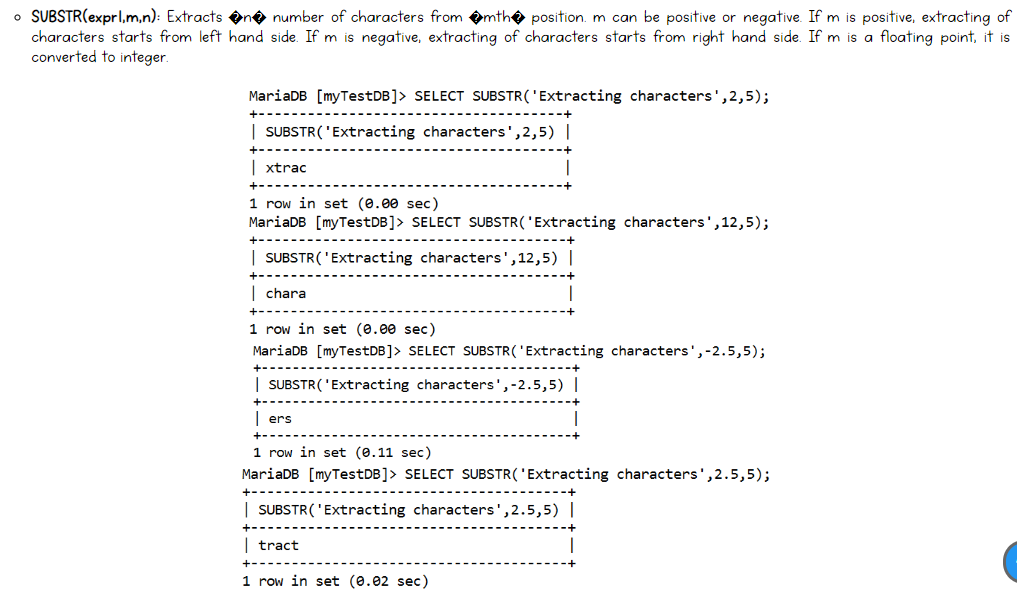 SUBSTR(exprl,m,n): Extracts �n� number of characters from �mth� position. m can be positive or negative. If m is positive, extracting of
characters starts from left hand side. If m is negative, extracting of characters starts from right hand side. If m is a floating point, it is
converted to integer.
MariaDB [myTestDB]> SELECT SUBSTR('Extracting characters',2,5);
+-------------------------------------+
| SUBSTR('Extracting characters',2,5) |
+-------------------------------------+
| xtrac                               |
+-------------------------------------+
1 row in set (0.00 sec)
MariaDB [myTestDB]> SELECT SUBSTR('Extracting characters',12,5);
+--------------------------------------+
| SUBSTR('Extracting characters',12,5) |
+--------------------------------------+
| chara                                |
+--------------------------------------+
1 row in set (0.00 sec)
MariaDB [myTestDB]> SELECT SUBSTR('Extracting characters',-2.5,5);
+----------------------------------------+
| SUBSTR('Extracting characters',-2.5,5) |
+----------------------------------------+
| ers                                    |
+----------------------------------------+
1 row in set (0.11 sec)
MariaDB [myTestDB]> SELECT SUBSTR('Extracting characters',2.5,5);
+---------------------------------------+
| SUBSTR('Extracting characters',2.5,5) |
+---------------------------------------+
| tract                                 |
+---------------------------------------+
1 row in set (0.02 sec)